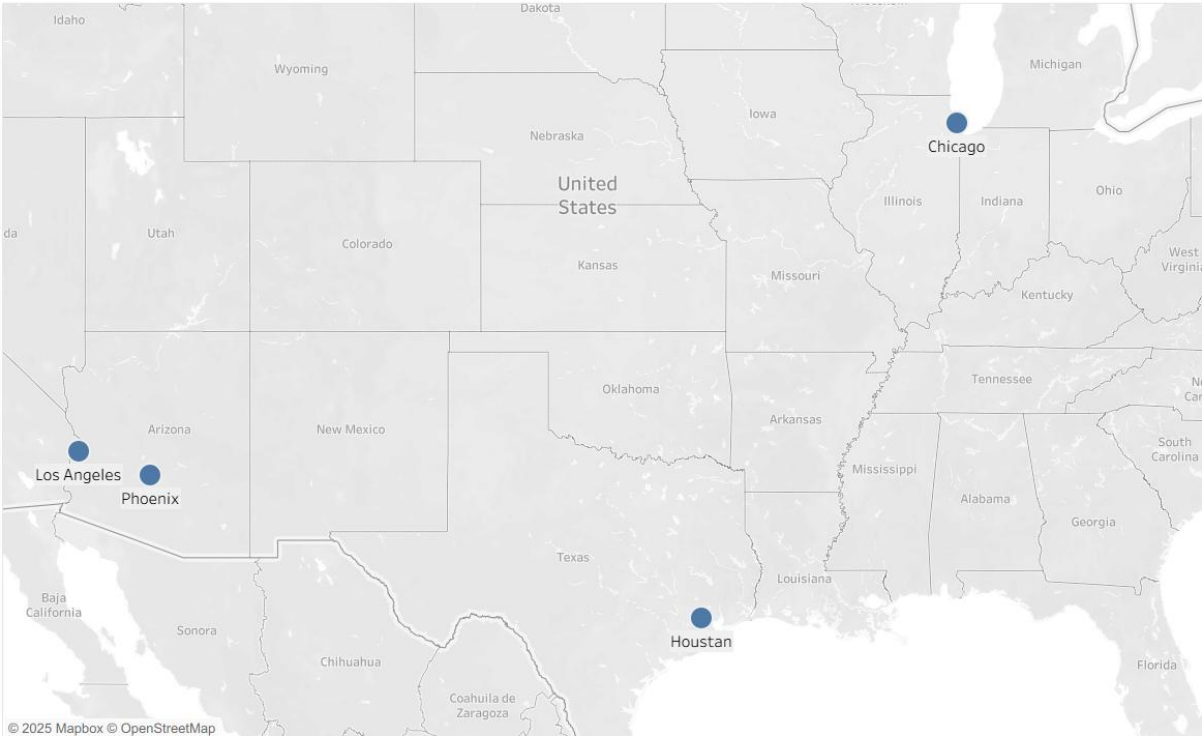 Idaho
Dakota
Wyoming
Michigan
Iowa
Nebraska
Chicago
United
States
Ohio
Illinois
Indiana
da
Utah
Colorado
West
Virginia
Kansas
Missouri
Kentucky
Oklahoma
Tennessee
Arkansas
Arizona
New Mexico
South
Carolina
Los Angeles
Phoenix
Mississippi
Alabama
Georgia
Texas
Louisiana
Baja
California
Sonora
Houstan
Chihuahua
Florida
Coahuila de
Zaragoza
© 2025 Mapbox © OpenStreetMap